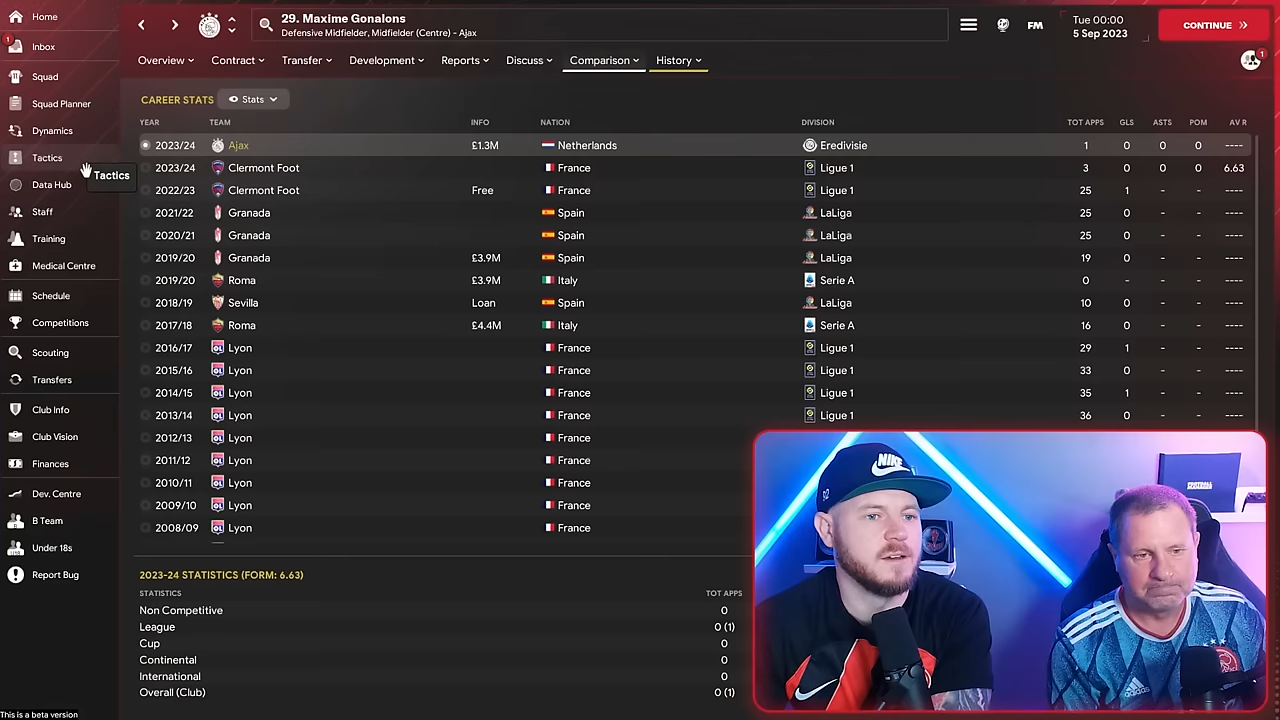 Home
1
Inbox
Squad
Squad Planner
Dynamics
Tactics
Data Hub
Staff
Training
Medical Centre
Schedule
Competitions
Scouting
Transfers
Club Info
Club Vision
Finances
Dev. Centre
B Team
Under 18s
Report Bug
This is a beta version
Tactics
29. Maxime Gonalons
Defensive Midfielder, Midfielder (Centre) - Ajax
FM
Tue 00:00
5 Sep 2023
CONTINUE
1
Overview Contract Transfer Development Reports Discuss Comparison History
CAREER STATS Stats
YEAR TEAM INFO NATION DIVISION TOT APPS GLS ASTS POM AV R
2023/24 Ajax £1.3M Netherlands Eredivisie 1 0 0 0 ----
2023/24 Clermont Foot France Ligue 1 3 0 0 0 6.63
2022/23 Clermont Foot Free France Ligue 1 25 1 - - ----
2021/22 Granada Spain LaLiga 25 0 - - ----
2020/21 Granada Spain LaLiga 25 0 - - ----
2019/20 Granada £3.9M Spain LaLiga 19 0 - - ----
2019/20 Roma £3.9M Italy Serie A 0 - - - ----
2018/19 Sevilla Loan Spain LaLiga 10 0 - - ----
2017/18 Roma £4.4M Italy Serie A 16 0 - - ----
2016/17 Lyon France Ligue 1 29 1 - - ----
2015/16 Lyon France Ligue 1 33 0 - - ----
2014/15 Lyon France Ligue 1 35 1 - - ----
2013/14 Lyon France Ligue 1 36 0 - - ----
2012/13 Lyon France
2011/12 Lyon France
2010/11 Lyon France
2009/10 Lyon France
2008/09 Lyon France
2023-24 STATISTICS (FORM: 6.63)
STATISTICS TOT APPS
Non Competitive 0
League 0 (1)
Cup 0
Continental 0
International 0
Overall (Club) 0 (1)
NIKE
adidas